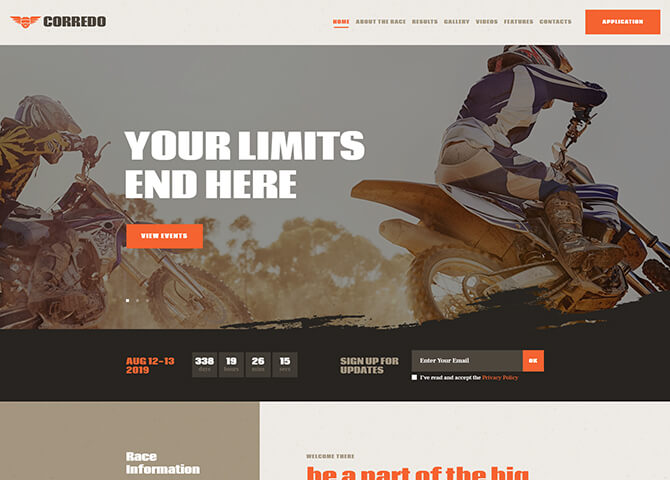 CORREDO
HOME ABOUT THE RACE RESULTS GALLERY VIDEOS FEATURES CONTACTS
APPLICATION
YOUR LIMITS
END HERE
VIEW EVENTS
AUG 12-13
2019
338 19 26 15
days hours mins secs
SIGN UP FOR
UPDATES
Enter Your Email
OK
I've read and accept the Privacy Policy
Race
Information
WELCOME THERE
be a part of the big